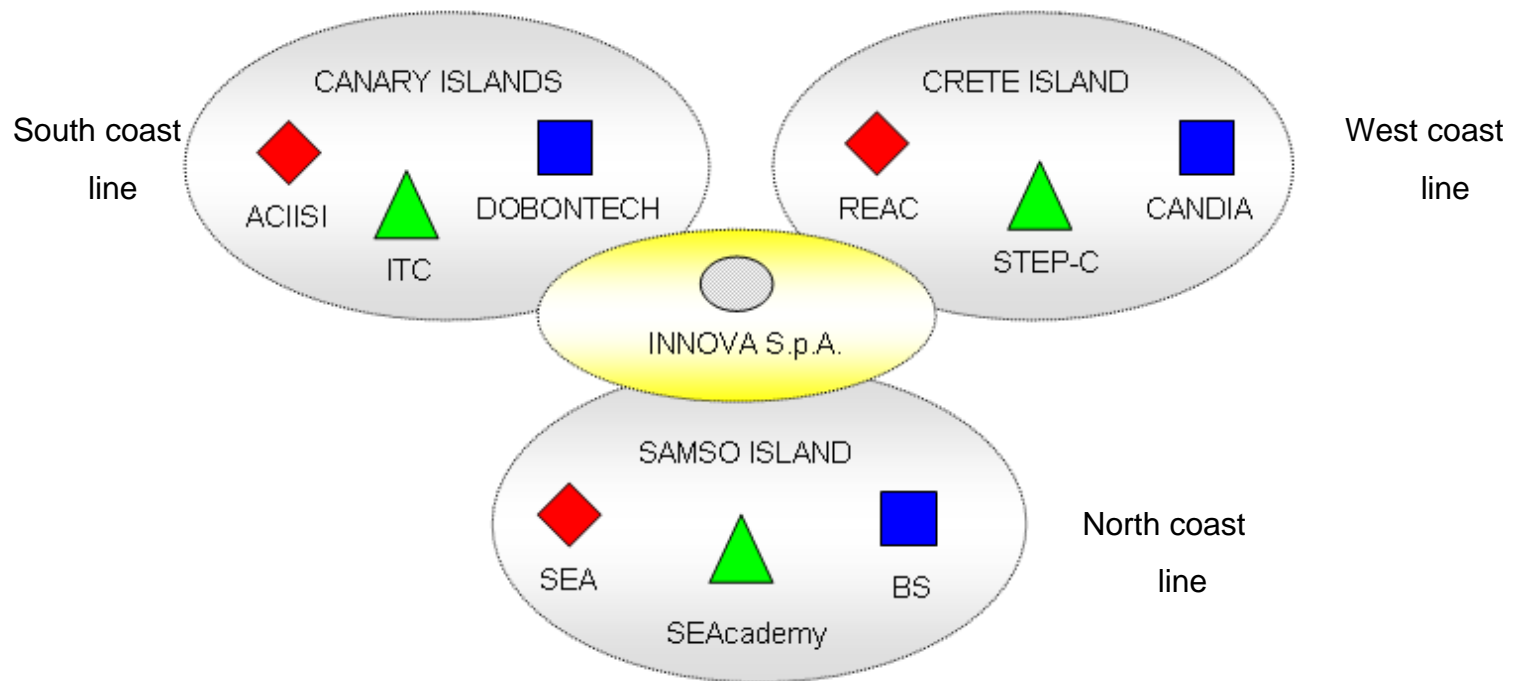 CANARY ISLANDS
South coast
line
ACIISI
ITC
DOBONTECH
CRETE ISLAND
REAC
STEP-C
CANDIA
West coast
line
INNOVA S.p.A.
SAMSO ISLAND
SEA
SEAcademy
BS
North coast
line